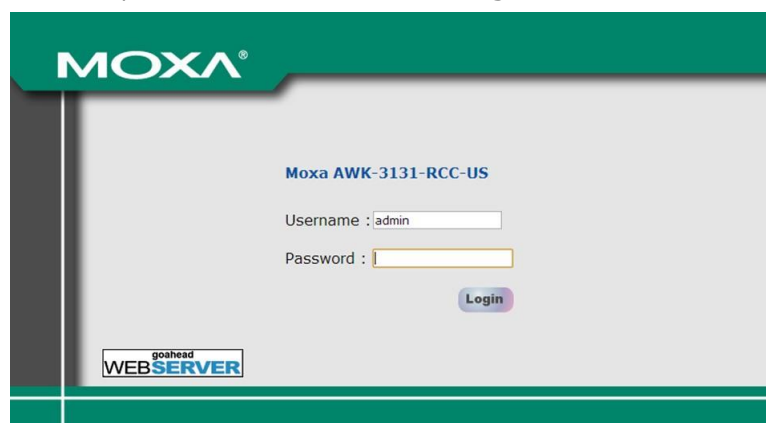 MOXA®
Moxa AWK-3131-RCC-US
Username : admin
Password :
Login
goahead
WEBSERVER